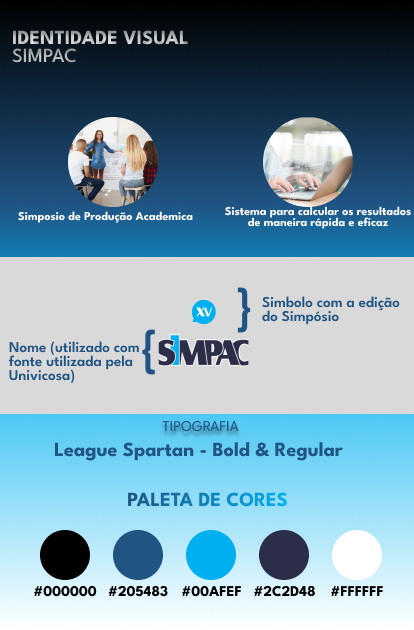 IDENTIDADE VISUAL
SIMPAC
Simposio de Produção Academica
Sistema para calcular os resultados
de maneira rápida e eficaz
XV
Simbolo com a edição
do Simpósio
Nome (utilizado com
fonte utilizada pela
Univicosa)
SIMPAC
TIPOGRAFIA
League Spartan - Bold & Regular
PALETA DE CORES
#000000 #205483 #00AFEF #2C2D48 #FFFFFF